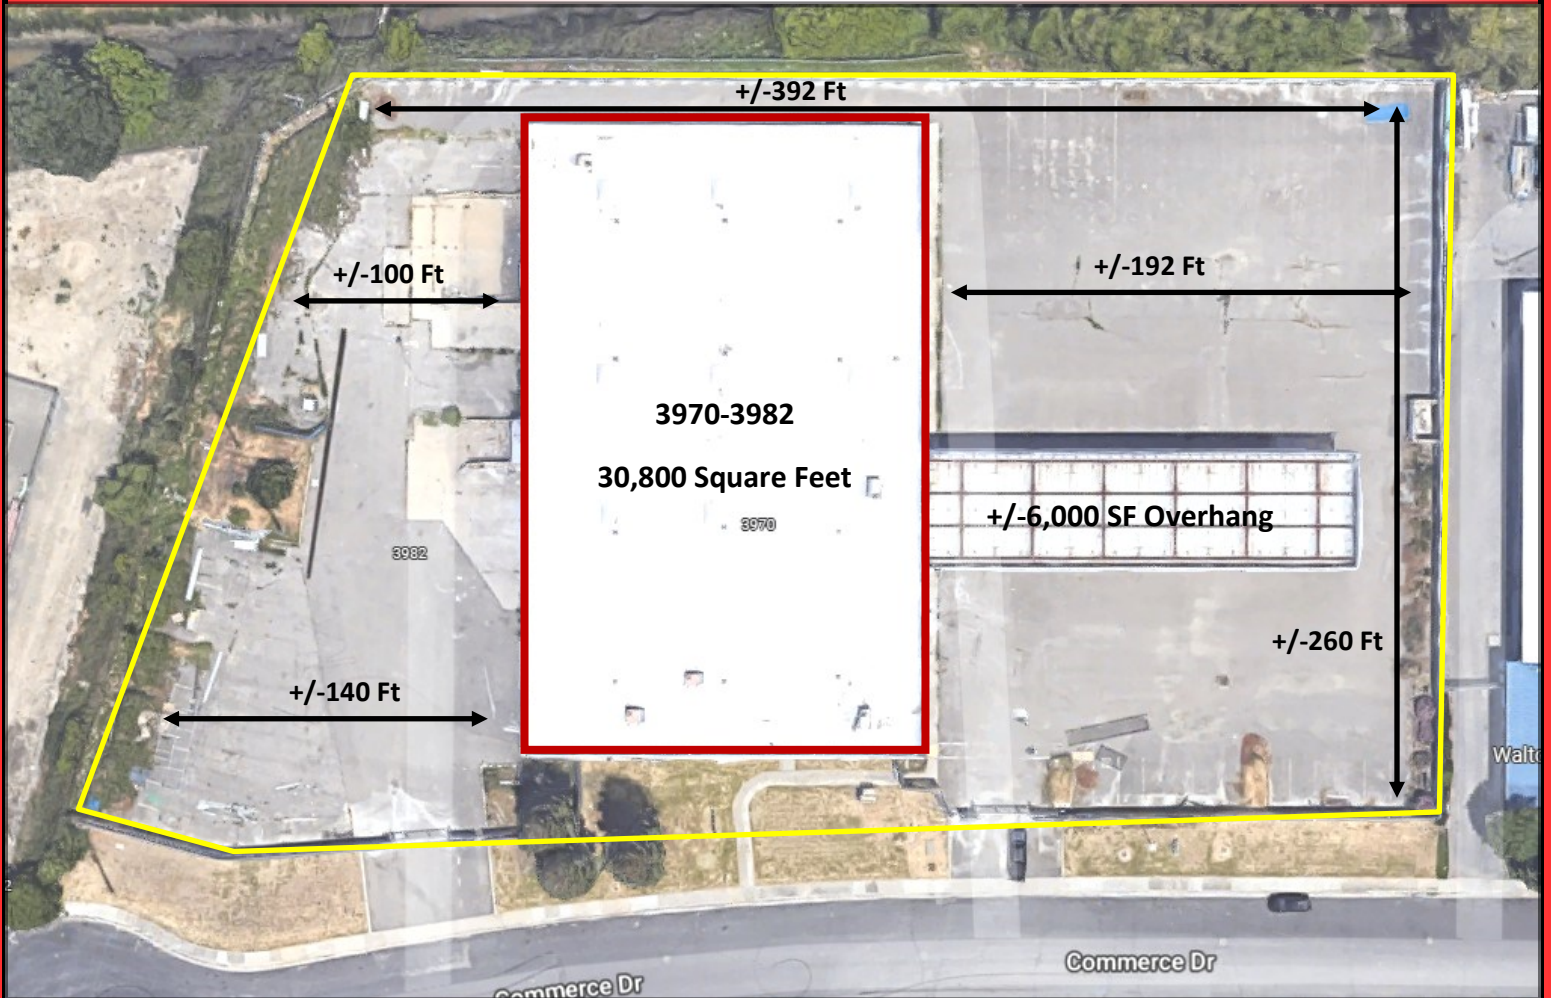 +/-392 Ft
+/-100 Ft
+/-192 Ft
3970-3982
30,800 Square Feet
+/-6,000 SF Overhang
3970
3982
+/-260 Ft
+/-140 Ft
Commerce Dr
Commerce Dr